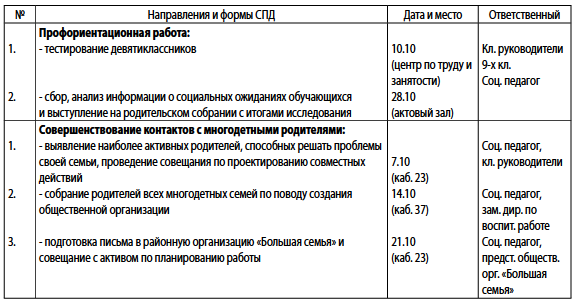 № Направления и формы СПД Дата и место Ответственный
Профориентационная работа:
1. - тестирование девятиклассников 10.10 Кл. руководители
(центр по труду и 9-х кл.
занятости) Соц. педагог
2. - сбор, анализ информации о социальных ожиданиях обучающихся 28.10
и выступление на родительском собрании с итогами исследования (актовый зал)
Совершенствование контактов с многодетными родителями:
1. - выявление наиболее активных родителей, способных решать проблемы Соц. педагог,
своей семьи, проведение совещания по проектированию совместных 7.10 кл. руководители
действий (каб. 23)
2. - собрание родителей всех многодетных семей по поводу создания 14.10 Соц. педагог,
общественной организации (каб. 37) зам. дир. по
воспит. работе
3. - подготовка письма в районную организацию «Большая семья» и 21.10 Соц. педагог,
совещание с активом по планированию работы (каб. 23) предст. обществ.
орг. «Большая
семья»